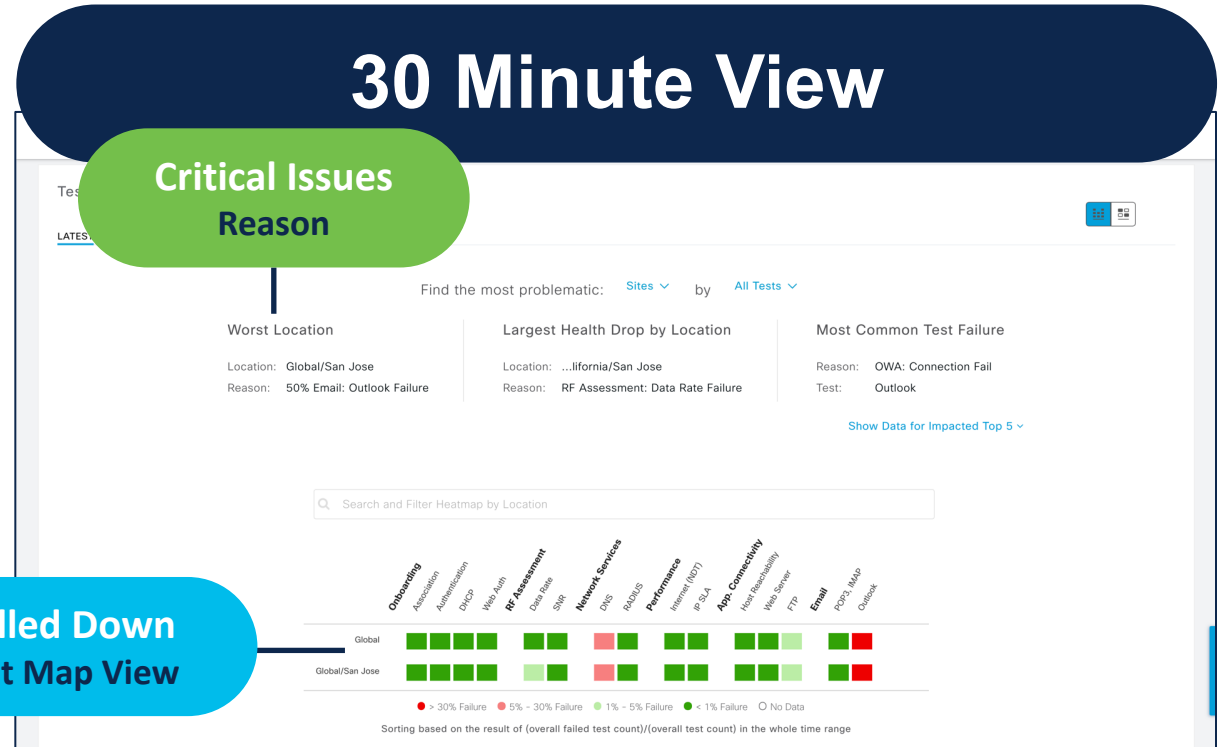 30 Minute View
Critical Issues
Reason
Tes
LATEST
Find the most problematic: Sites by All Tests
Worst Location
Location: Global/San Jose
Reason: 50% Email: Outlook Failure
Largest Health Drop by Location
Location: ...lifornia/San Jose
Reason: RF Assessment: Data Rate Failure
Most Common Test Failure
Reason: OWA: Connection Fail
Test: Outlook
Show Data for Impacted Top 5
Search and Filter Heatmap by Location
Onboarding
Association
Authentication
DHCP
Web Auth
RF Assessment
Data Rate
SNR
Network Services
DNS
RADIUS
Performance
Internet (NDT)
IP SLA
App. Connectivity
Host Reachability
Web Server
FTP
Email
POP3, IMAP
Outlook
lled Down
t Map View
Global
Global/San Jose
> 30% Failure 5% - 30% Failure 1% - 5% Failure < 1% Failure No Data
Sorting based on the result of (overall failed test count)/(overall test count) in the whole time range